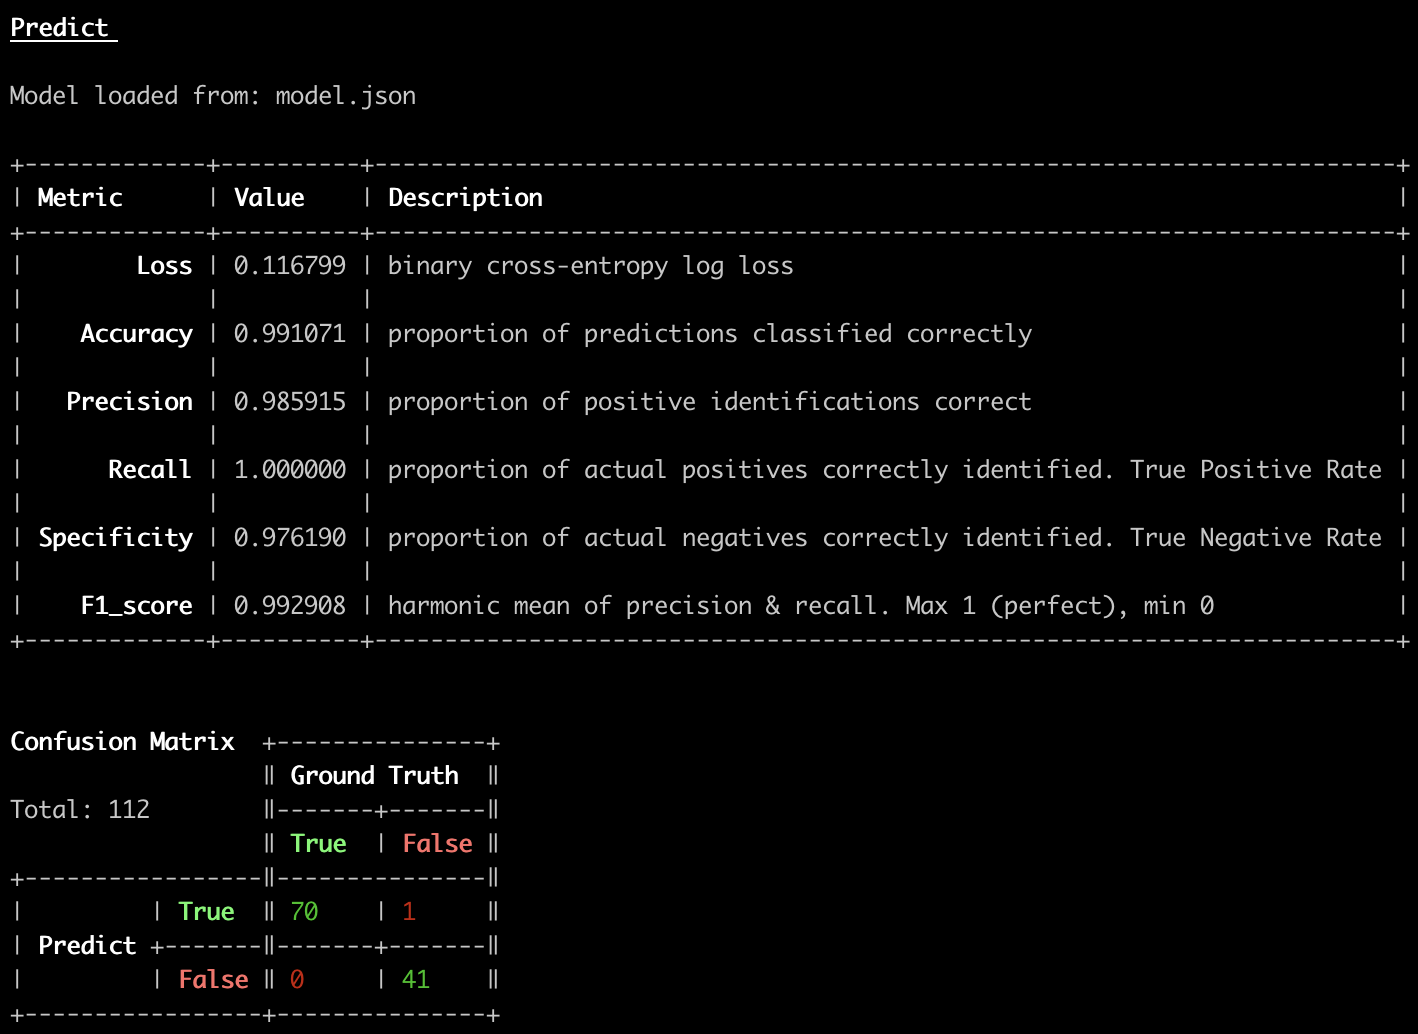 Predict
Model loaded from: model.json
+-------------+----------+-------------------------------------------------------------------------+
| Metric      | Value    | Description                                                             |
+-------------+----------+-------------------------------------------------------------------------+
|        Loss | 0.116799 | binary cross-entropy log loss                                           |
|             |          |                                                                         |
|    Accuracy | 0.991071 | proportion of predictions classified correctly                          |
|             |          |                                                                         |
|   Precision | 0.985915 | proportion of positive identifications correct                          |
|             |          |                                                                         |
|      Recall | 1.000000 | proportion of actual positives correctly identified. True Positive Rate |
|             |          |                                                                         |
| Specificity | 0.976190 | proportion of actual negatives correctly identified. True Negative Rate |
|             |          |                                                                         |
|    F1_score | 0.992908 | harmonic mean of precision & recall. Max 1 (perfect), min 0             |
+-------------+----------+-------------------------------------------------------------------------+
Confusion Matrix  +---------------+
                  ‖ Ground Truth  ‖
Total: 112        ‖-------+-------‖
                  ‖ True  | False ‖
+-----------------‖---------------‖
|         | True  ‖ 70    | 1     ‖
| Predict +-------‖-------+-------‖
|         | False ‖ 0     | 41    ‖
+-----------------+---------------+